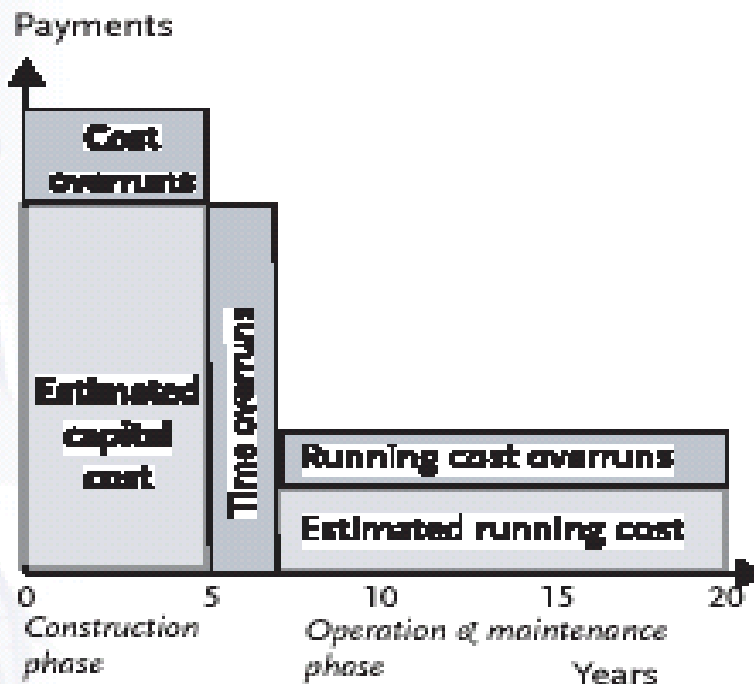 Payments
Cost
overruns
Estimated
capital
cost
Time overruns
Running cost overruns
Estimated running cost
0 5 10 15 20
Construction
phase
Operation & maintenance
phase
Years